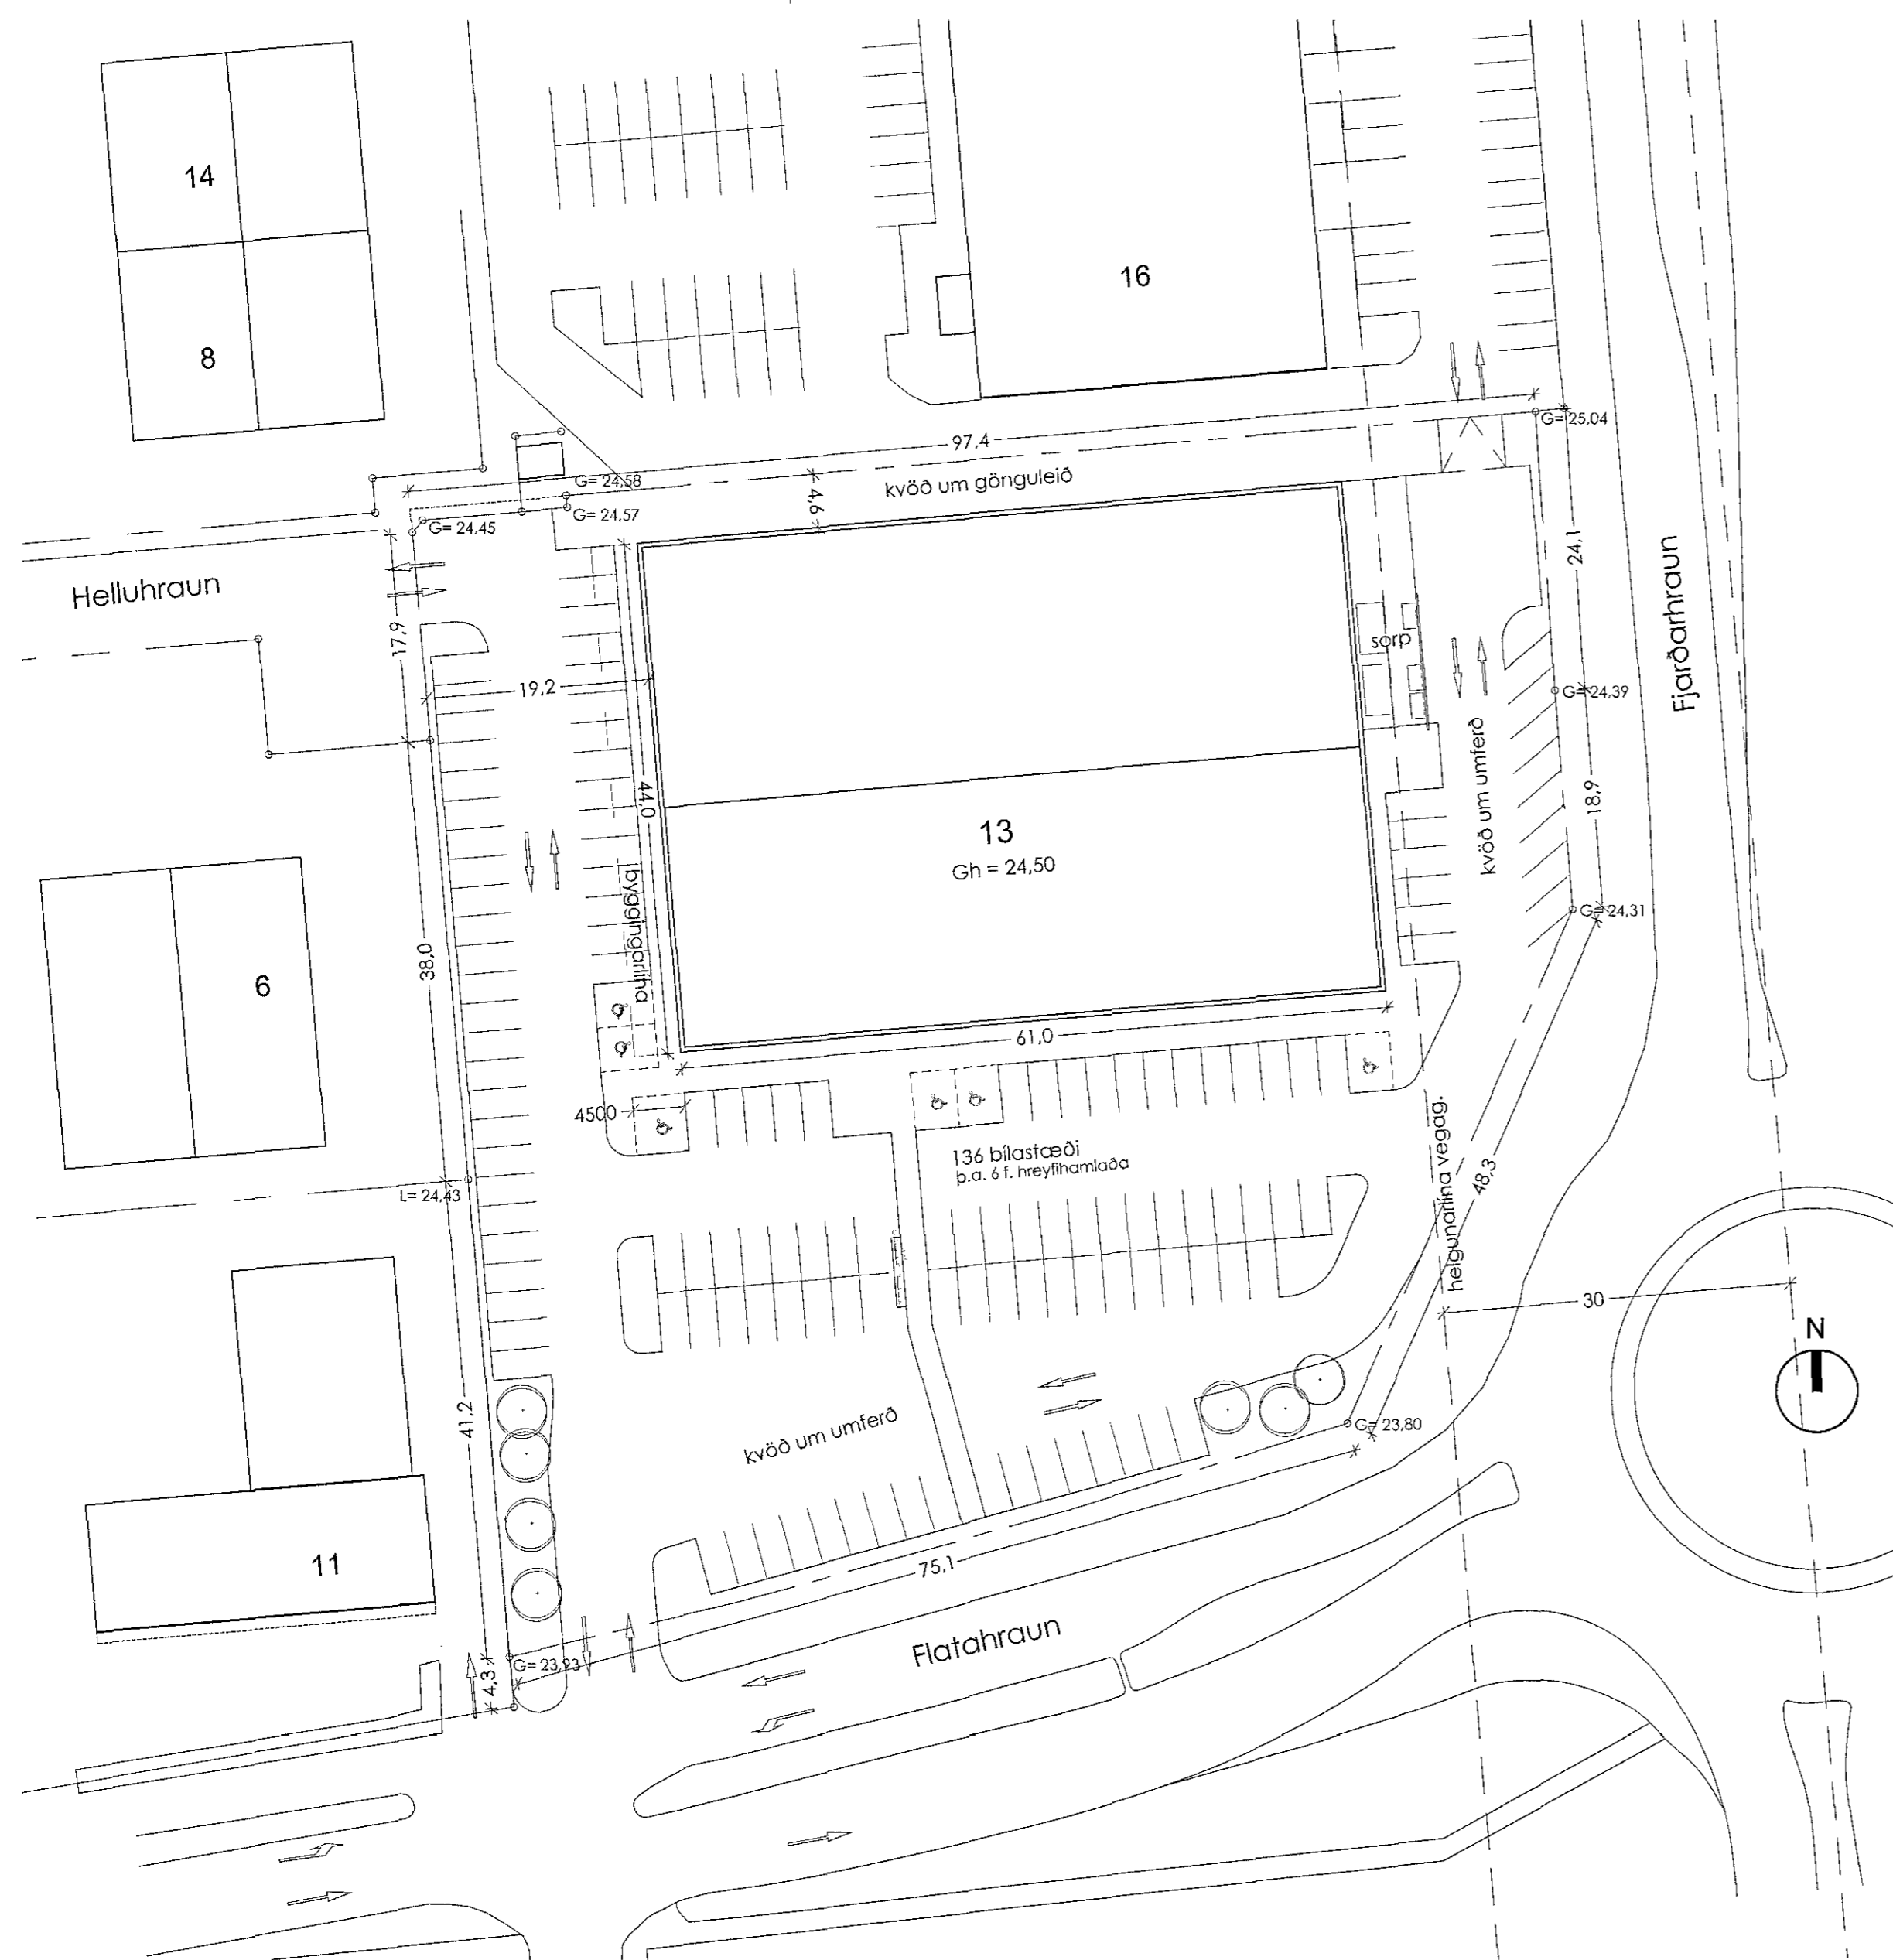 14
16
8
G= 25,04
97,4
kvöð um gönguleið
G= 24,58
4,6
G= 24,57
G= 24,45
24,1
Helluhraun
Fjarðarhraun
17,9
sorp
19,2
G= 24,39
kvöð um umferð
44,0
18,9
13
Gh = 24,50
byggingarlína
G= 24,31
38,0
6
61,0
4500
136 bílastæði
þ.a. 6 f. hreyfihamlaða
helgunarlína vegag.
48,3
L= 24,43
30
N
41,2
kvöð um umferð
G= 23,80
11
75,1
Flatahraun
G= 23,93
4,3